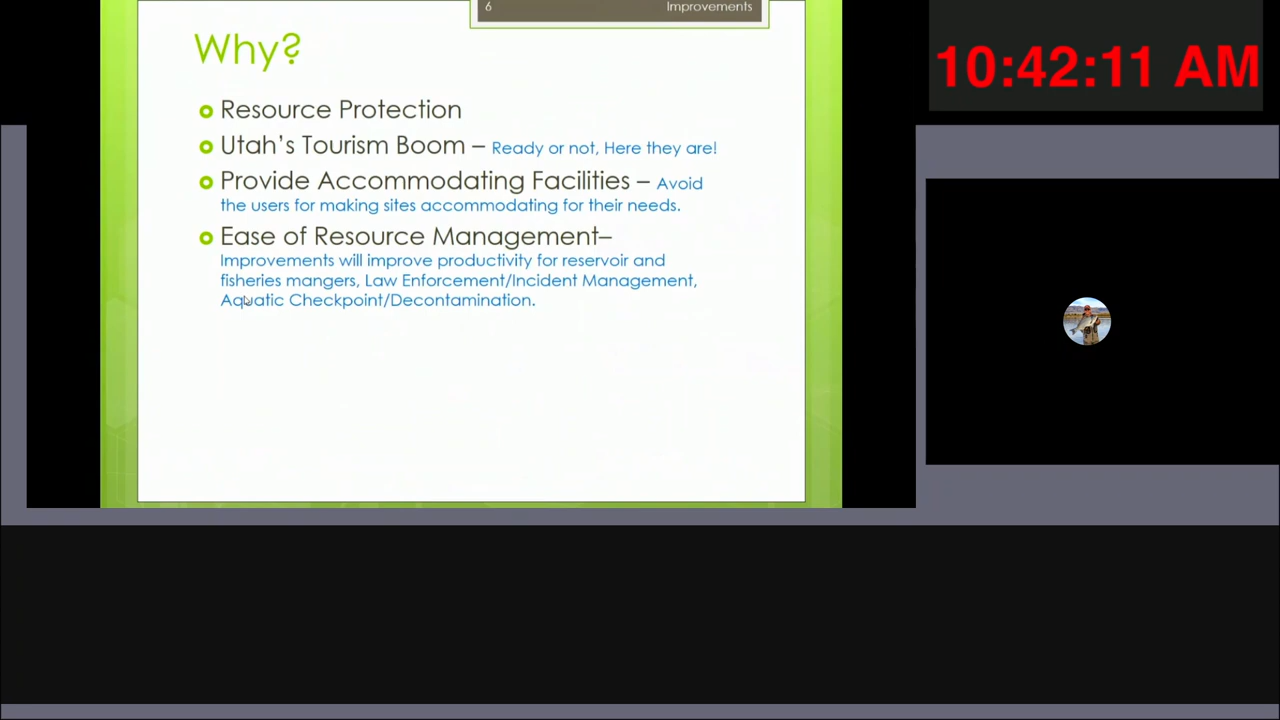 6 Improvements
10:42:11 AM
Why?
Resource Protection
Utah's Tourism Boom – Ready or not, Here they are!
Provide Accommodating Facilities – Avoid
the users for making sites accommodating for their needs.
Ease of Resource Management–
Improvements will improve productivity for reservoir and
fisheries mangers, Law Enforcement/Incident Management,
Aquatic Checkpoint/Decontamination.